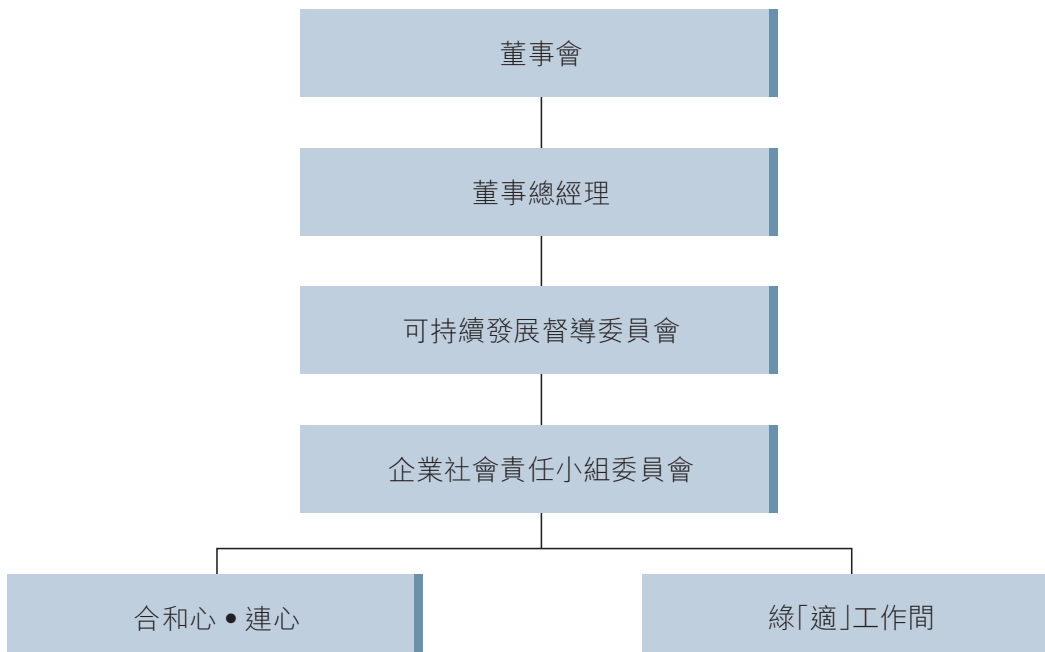 董事會
董事總經理
可持續發展督導委員會
企業社會責任小組委員會
合和心•連心
綠「適」工作間